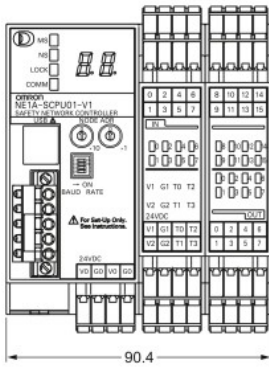 MS
NS
LOCK
COMM
8.8.
OMRON
NE1A-SCPU01-V1
SAFETY NETWORK CONTROLLER
USB NODE ADR
×10 ×1
→ ON
BAUD RATE
For Set-Up Only.
See Instructions.
24VDC
V0 G0 V0 G0
0 2 4 6
1 3 5 7
IN
V1 G1 T0 T2
V2 G2 T1 T3
24VDC
V1 G1 T0 T2
V2 G2 T1 T3
8 10 12 14
9 11 13 15
OUT
0 2 4 6
1 3 5 7
90.4